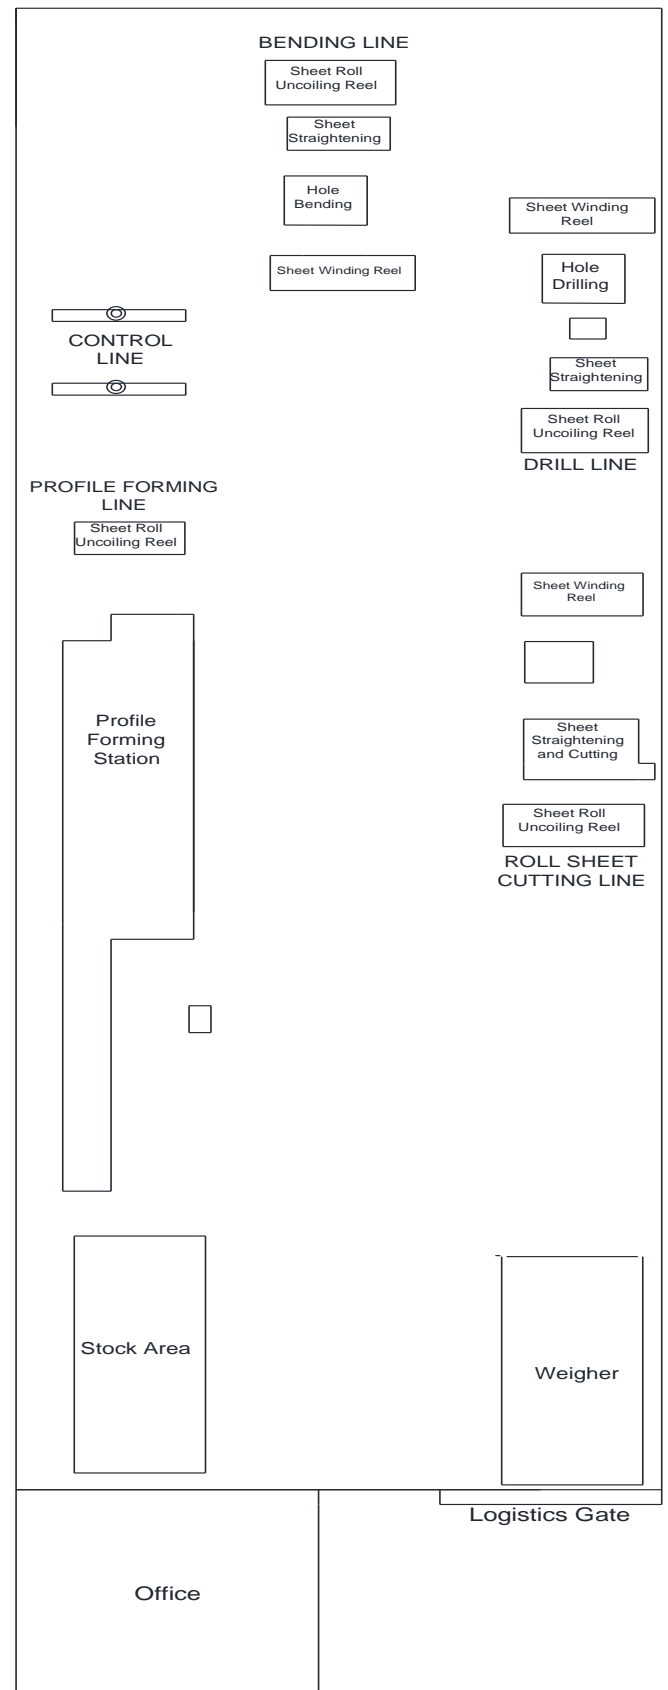 BENDING LINE
Sheet Roll
Uncoiling Reel
Sheet
Straightening
Hole
Bending
Sheet Winding Reel
Sheet Winding
Reel
Hole
Drilling
Sheet
Straightening
Sheet Roll
Uncoiling Reel
DRILL LINE
CONTROL
LINE
PROFILE FORMING
LINE
Sheet Roll
Uncoiling Reel
Profile
Forming
Station
Sheet Winding
Reel
Sheet
Straightening
and Cutting
Sheet Roll
Uncoiling Reel
ROLL SHEET
CUTTING LINE
Stock Area
Weigher
Logistics Gate
Office